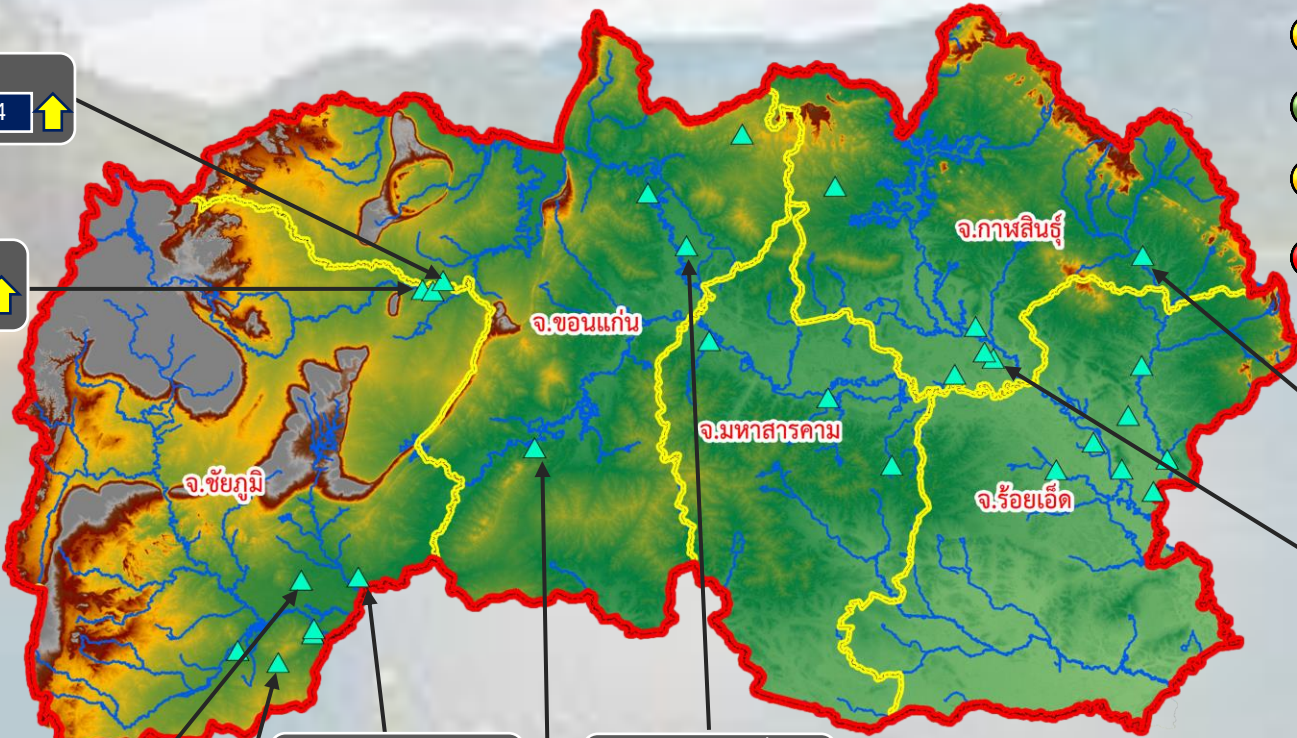 4
จ.กาฬสินธุ์
จ.ขอนแก่น
จ.มหาสารคาม
จ.ชัยภูมิ
จ.ร้อยเอ็ด